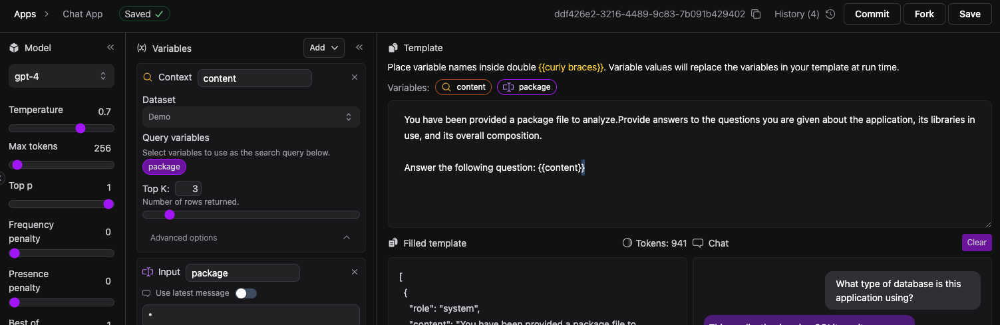 Apps > Chat App Saved ✓ ddf426e2-3216-4489-9c83-7b091b429402 History (4) Commit Fork Save
Model
gpt-4
Temperature 0.7
Max tokens 256
Top p 1
Frequency
penalty 0
Presence
penalty 0
Best of 1
(x) Variables Add
Context content
Dataset
Demo
Query variables
Select variables to use as the search query below.
package
Top K: 3
Number of rows returned.
Advanced options
Input package
Use latest message
*
Template
Place variable names inside double {{curly braces}}. Variable values will replace the variables in your template at run time.
Variables: content package
You have been provided a package file to analyze.Provide answers to the questions you are given about the application, its libraries in
use, and its overall composition.
Answer the following question: {{content}}
Filled template Tokens: 941
[
{
"role": "system",
"content": "You have been provided a package file to
Chat Clear
What type of database is this
application using?